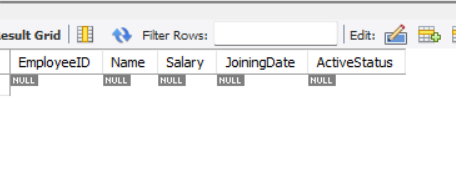 esult Grid Filter Rows: Edit:
EmployeeID Name Salary JoiningDate ActiveStatus
NULL NULL NULL NULL NULL